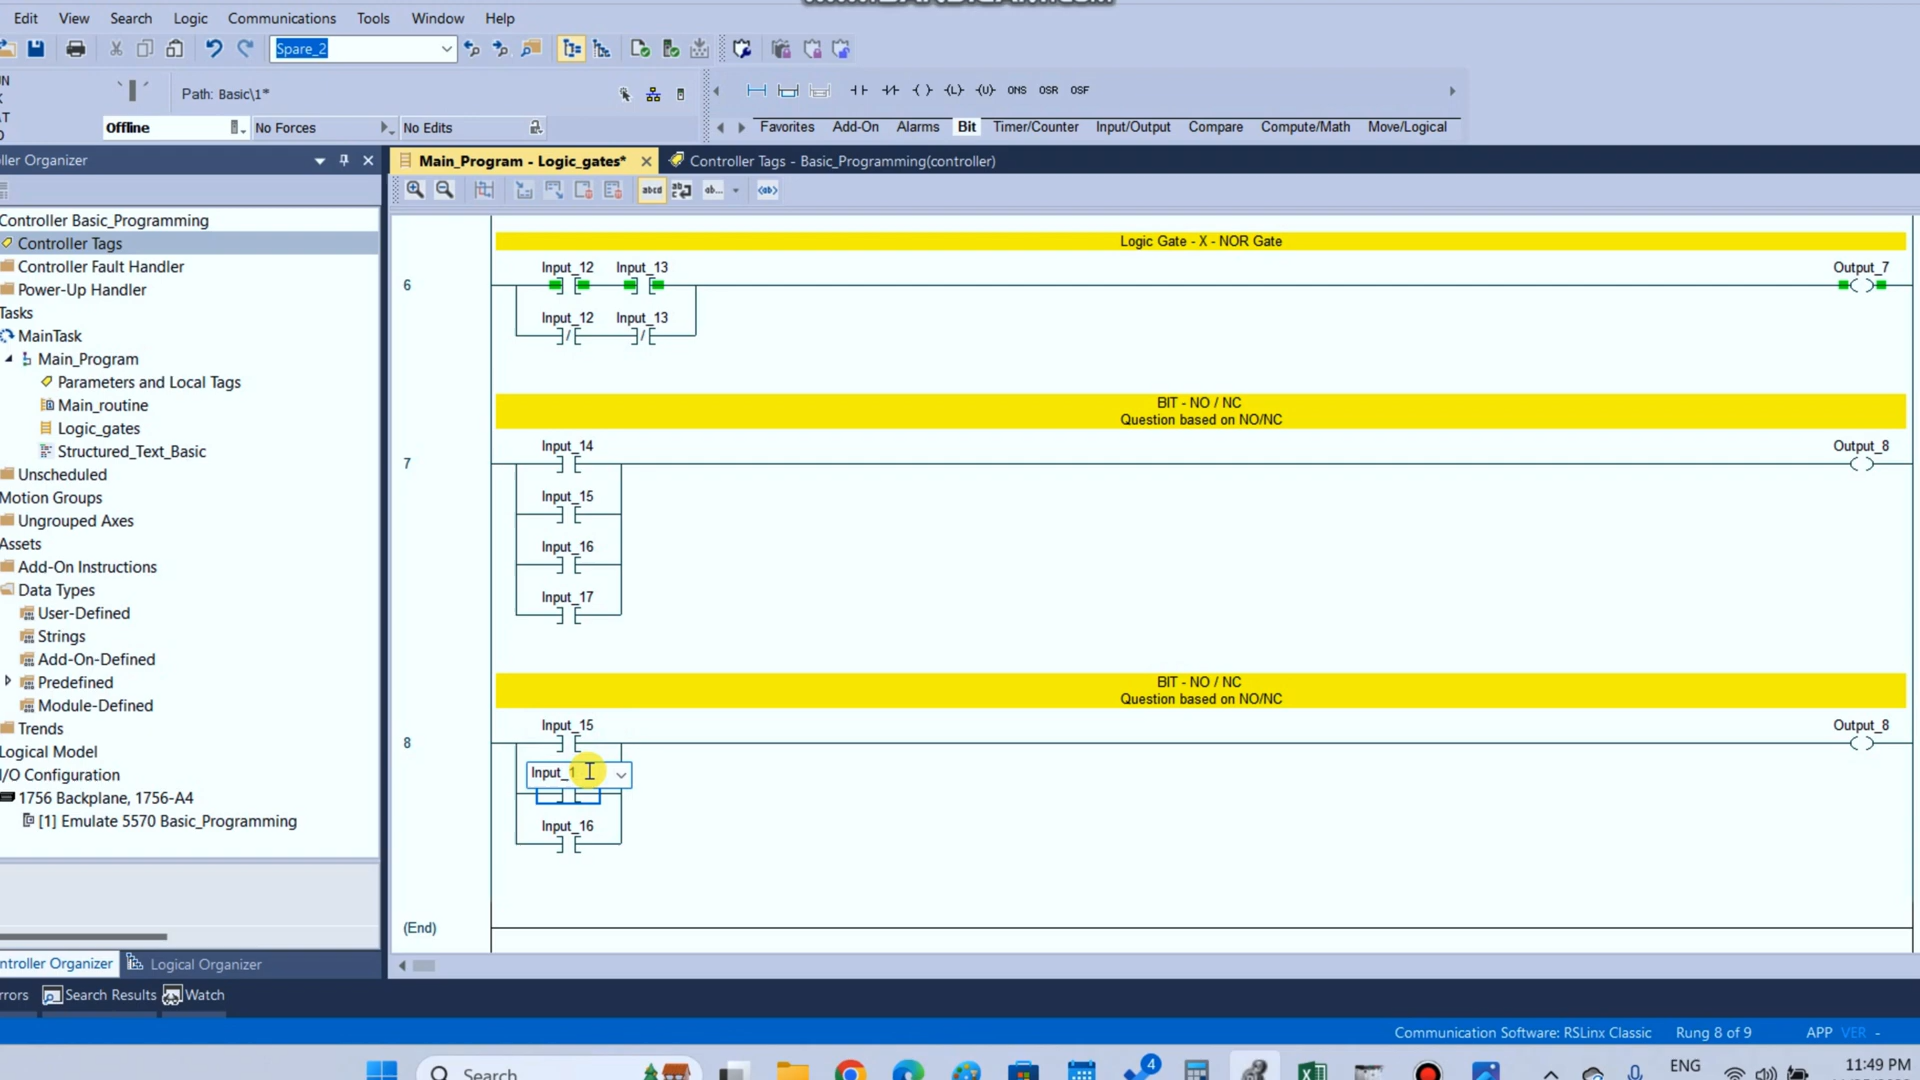 Edit View Search Logic Communications Tools Window Help
Spare_2
Path: Basic\1*
Offline No Forces No Edits
ONS OSR OSF
Favorites Add-On Alarms Bit Timer/Counter Input/Output Compare Compute/Math Move/Logical
ller Organizer
Main_Program - Logic_gates*
Controller Tags - Basic_Programming(controller)
abcd
ab...
Controller Basic_Programming
Controller Tags
Controller Fault Handler
Power-Up Handler
Tasks
MainTask
Main_Program
Parameters and Local Tags
Main_routine
Logic_gates
Structured_Text_Basic
Unscheduled
Motion Groups
Ungrouped Axes
Assets
Add-On Instructions
Data Types
User-Defined
Strings
Add-On-Defined
Predefined
Module-Defined
Trends
Logical Model
I/O Configuration
1756 Backplane, 1756-A4
[1] Emulate 5570 Basic_Programming
ntroller Organizer
Logical Organizer
Logic Gate - X - NOR Gate
6
Input_12 Input_13 Output_7
Input_12 Input_13
BIT - NO / NC
Question based on NO/NC
7
Input_14 Output_8
Input_15
Input_16
Input_17
BIT - NO / NC
Question based on NO/NC
8
Input_15 Output_8
Input_1
Input_16
(End)
rrors Search Results Watch
Communication Software: RSLinx Classic Rung 8 of 9 APP VER
Search
4
ENG
11:49 PM